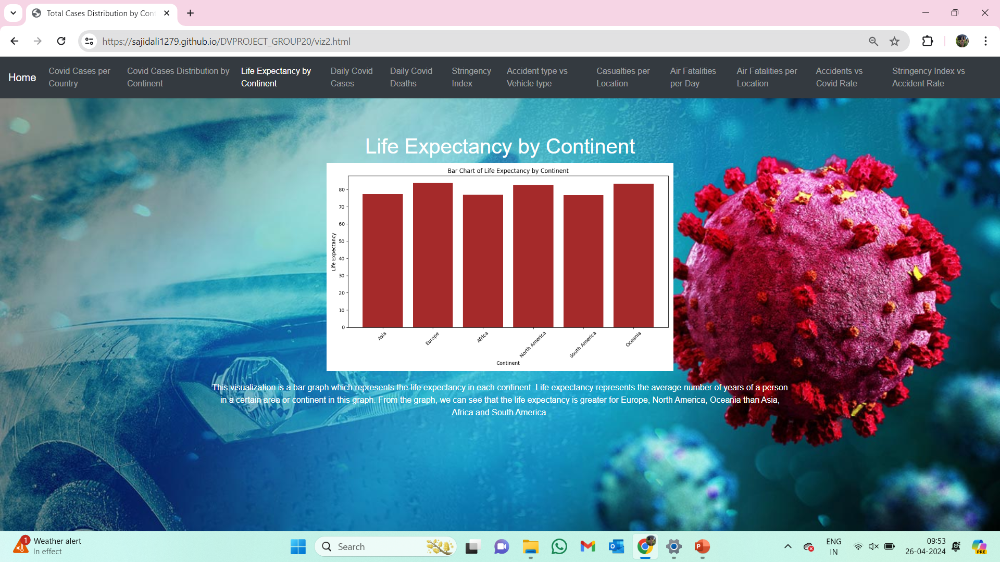 Total Cases Distribution by Con
https://sajidali1279.github.io/DVPROJECT_GROUP20/viz2.html
Home
Covid Cases per
Country
Covid Cases Distribution by
Continent
Life Expectancy by
Continent
Daily Covid
Cases
Daily Covid
Deaths
Stringency
Index
Accident type vs
Vehicle type
Casualties per
Location
Air Fatalities
per Day
Air Fatalities per
Location
Accidents vs
Covid Rate
Stringency Index vs
Accident Rate
Life Expectancy by Continent
Bar Chart of Life Expectancy by Continent
Life Expectancy
80
70
60
50
40
30
20
10
0
Asia
Europe
Africa
North America
South America
Oceania
Continent
This visualization is a bar graph which represents the life expectancy in each continent. Life expectancy represents the average number of years of a person
in a certain area or continent in this graph. From the graph, we can see that the life expectancy is greater for Europe, North America, Oceania than Asia,
Africa and South America.
1
Weather alert
In effect
Search
P
ENG
IN
09:53
26-04-2024
PRE